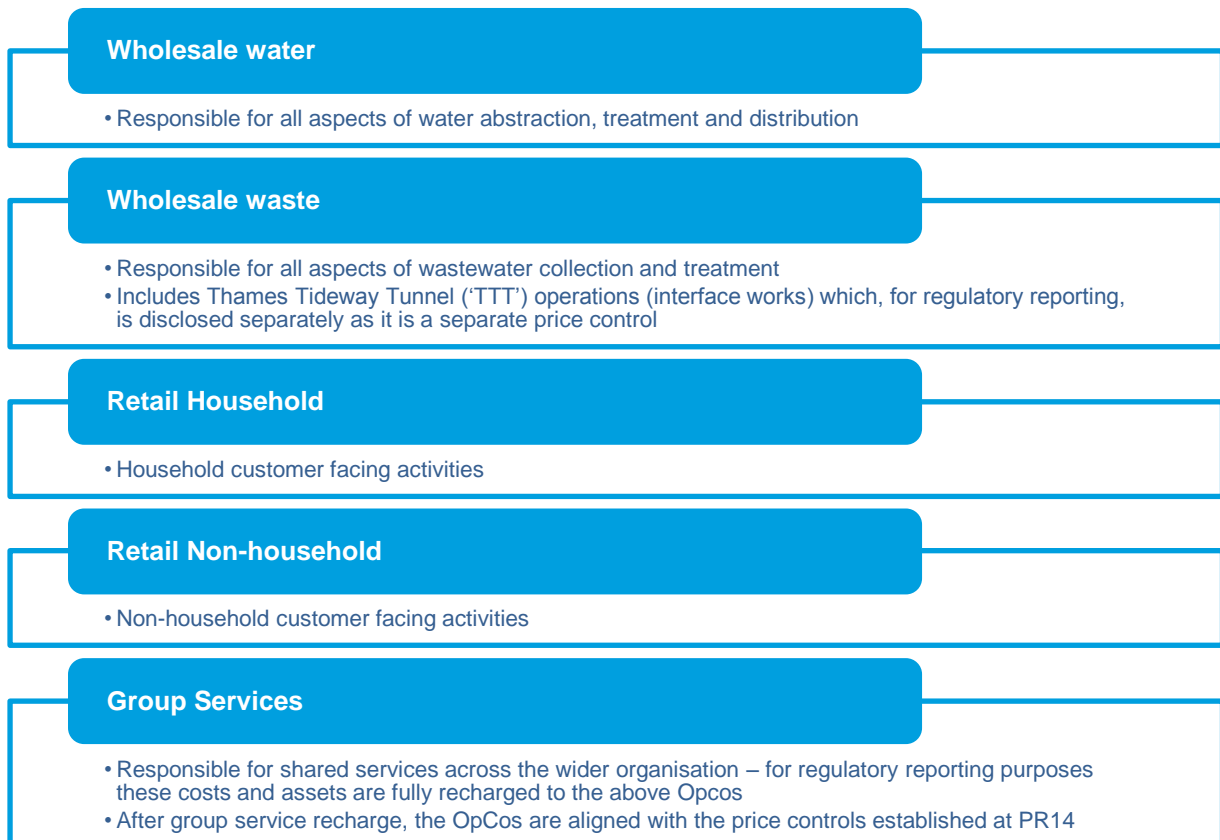 Wholesale water
• Responsible for all aspects of water abstraction, treatment and distribution
Wholesale waste
• Responsible for all aspects of wastewater collection and treatment
• Includes Thames Tideway Tunnel (‘TTT’) operations (interface works) which, for regulatory reporting,
is disclosed separately as it is a separate price control
Retail Household
• Household customer facing activities
Retail Non-household
• Non-household customer facing activities
Group Services
• Responsible for shared services across the wider organisation – for regulatory reporting purposes
these costs and assets are fully recharged to the above Opcos
• After group service recharge, the OpCos are aligned with the price controls established at PR14